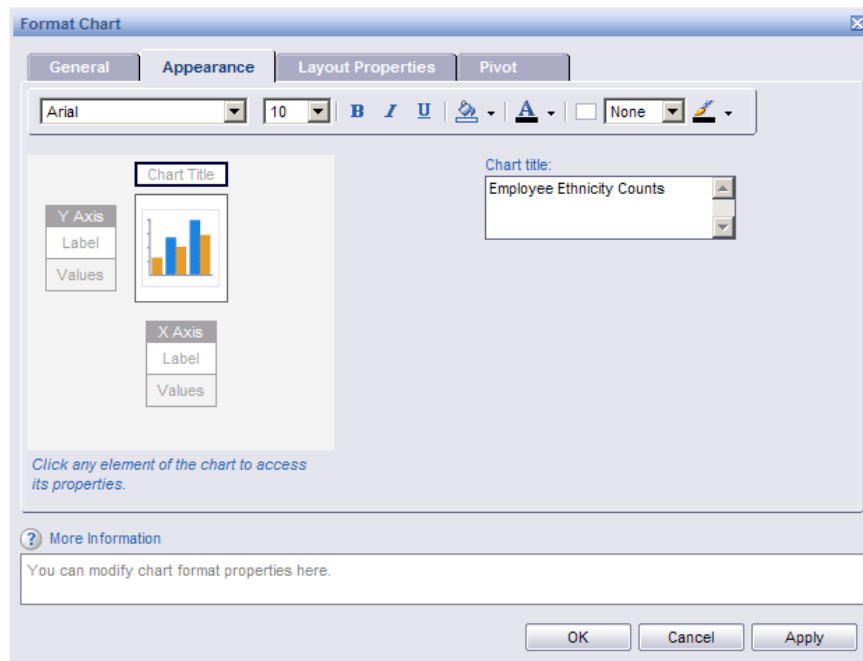 Format Chart
General Appearance Layout Properties Pivot
Arial 10 B I U A None
Chart title:
Chart Title
Employee Ethnicity Counts
Y Axis
Label
Values
X Axis
Label
Values
Click any element of the chart to access
its properties.
? More Information
You can modify chart format properties here.
OK Cancel Apply